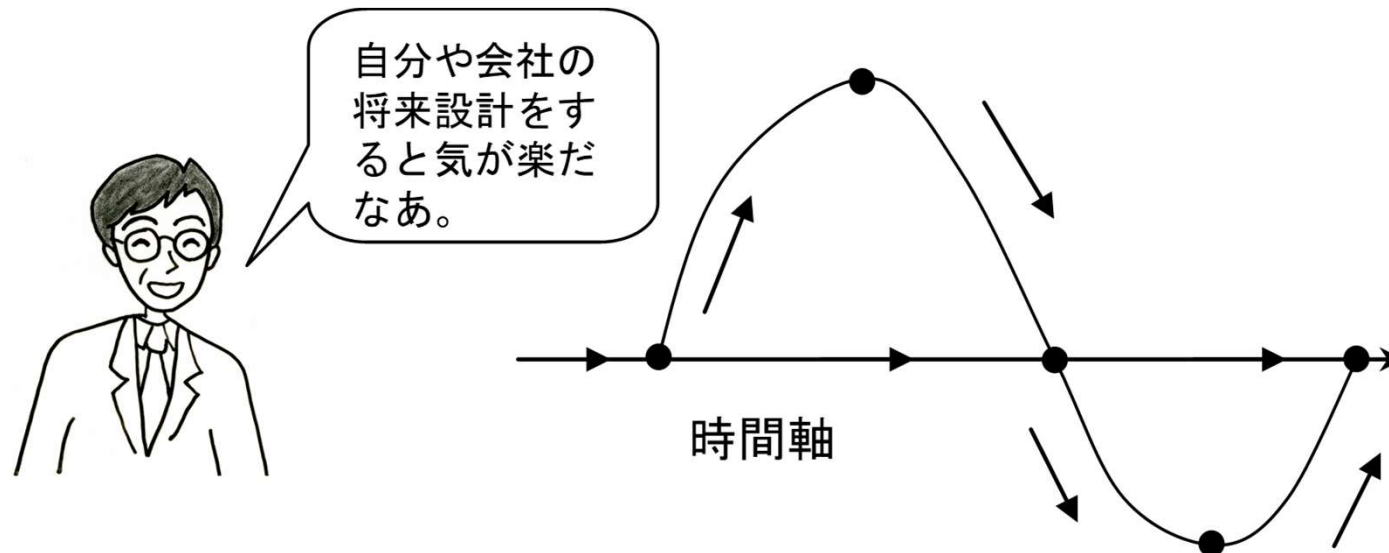 自分や会社の
将来設計をす
ると気が楽だ
なあ。
時間軸